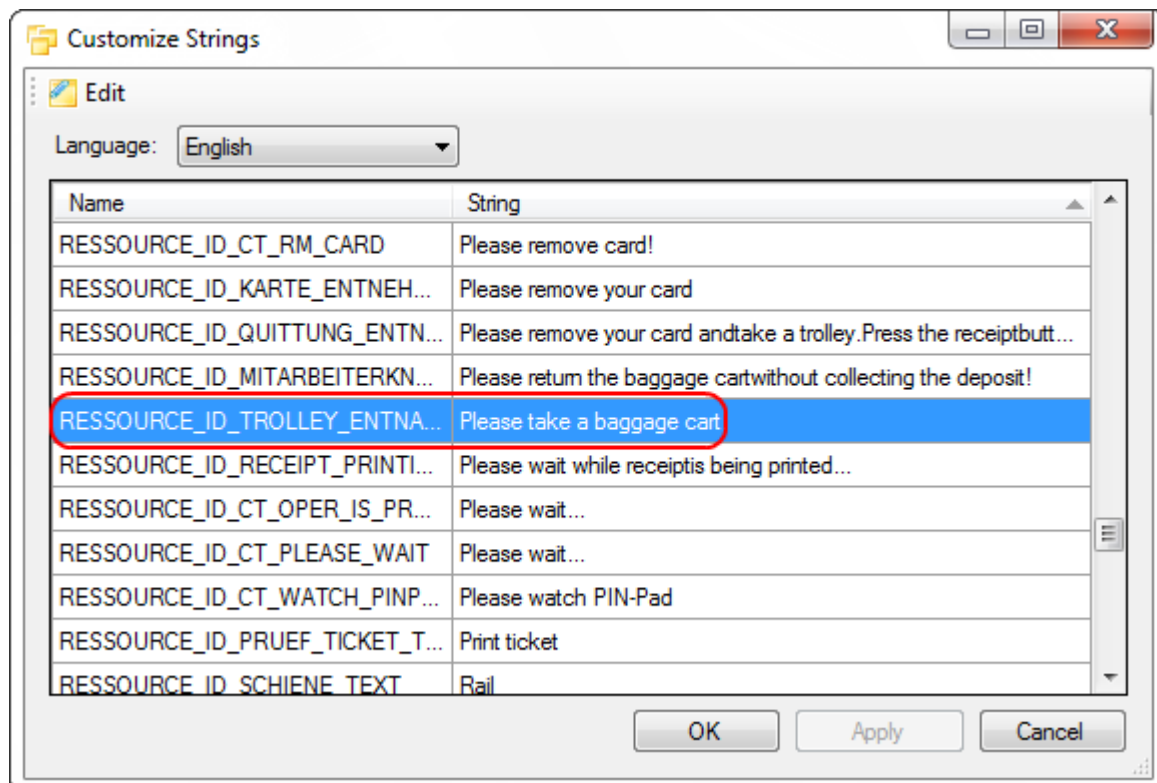 Customize Strings
Edit
Language: English
Name String
RESSOURCE_ID_CT_RM_CARD Please remove card!
RESSOURCE_ID_KARTE_ENTNEH... Please remove your card
RESSOURCE_ID_QUITTUNG_ENTN... Please remove your card andtake a trolley.Press the receiptbutt...
RESSOURCE_ID_MITARBEITERKN... Please return the baggage cartwithout collecting the deposit!
RESSOURCE_ID_TROLLEY_ENTNA... Please take a baggage cart
RESSOURCE_ID_RECEIPT_PRINTI... Please wait while receiptis being printed...
RESSOURCE_ID_CT_OPER_IS_PR... Please wait...
RESSOURCE_ID_CT_PLEASE_WAIT Please wait...
RESSOURCE_ID_CT_WATCH_PINP... Please watch PIN-Pad
RESSOURCE_ID_PRUEF_TICKET_T... Print ticket
RESSOURCE_ID_SCHIENE_TEXT Rail
OK Apply Cancel